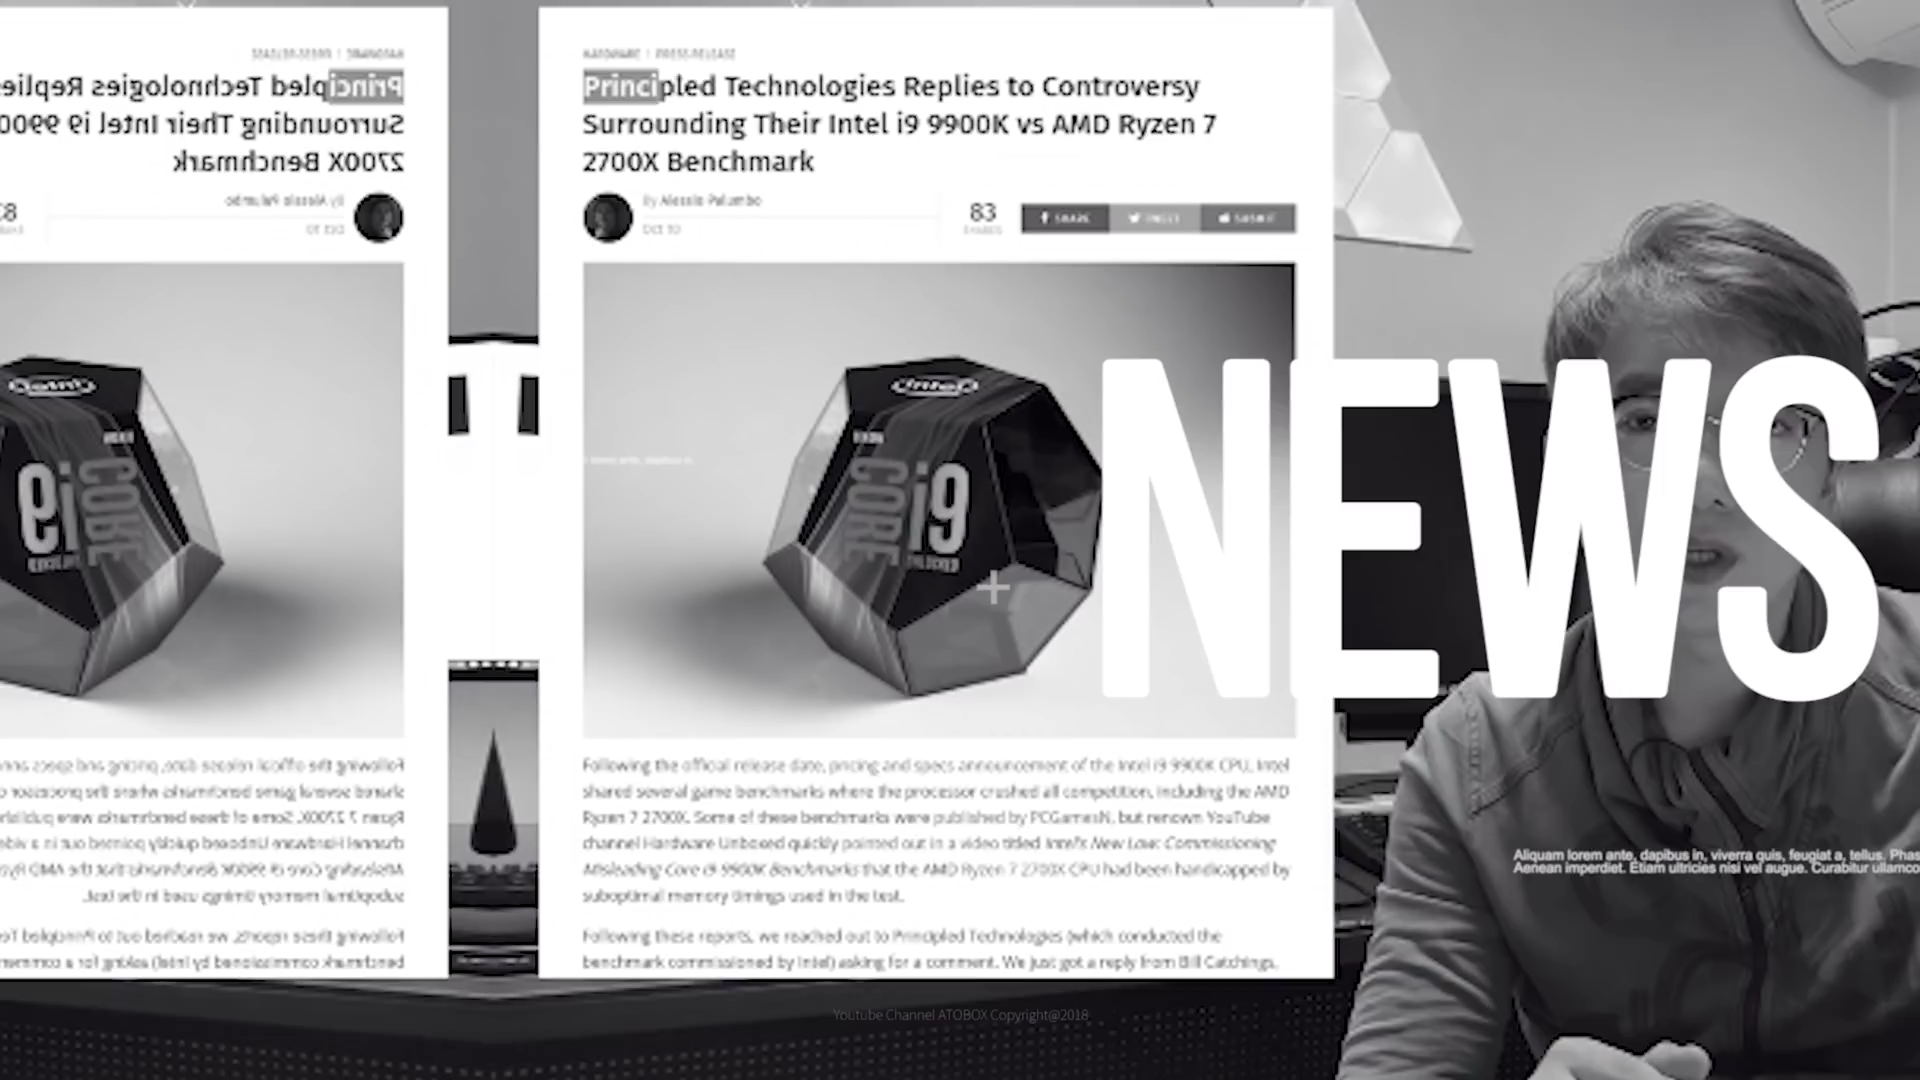 HARDWARE | PRESS RELEASE
Principled Technologies Replies to Controversy
Surrounding Their Intel i9 9900K vs AMD Ryzen 7
2700X Benchmark
By Alessio Palumbo
Oct 10
83
SHARES
SHARE
TWEET
SUBMIT
intel
CORE
i9
NEWS
Following the official release date, pricing and specs announcement of the Intel i9 9900K CPU, Intel
shared several game benchmarks where the processor crushed all competition, including the AMD
Ryzen 7 2700X. Some of these benchmarks were published by PCGamesN, but renown YouTube
channel Hardware Unboxed quickly pointed out in a video titled Intel's New Low: Commissioning
Misleading Core i9 9900K Benchmarks that the AMD Ryzen 7 2700X CPU had been handicapped by
suboptimal memory timings used in the test.
Following these reports, we reached out to Principled Technologies (which conducted the
benchmark commissioned by Intel) asking for a comment. We just got a reply from Bill Catchings,
Aliquam lorem ante, dapibus in, viverra quis, feugiat a, tellus. Phas
Aenean imperdiet. Etiam ultricies nisi vel augue. Curabitur ullamco
Youtube Channel ATOBOX Copyright@2018